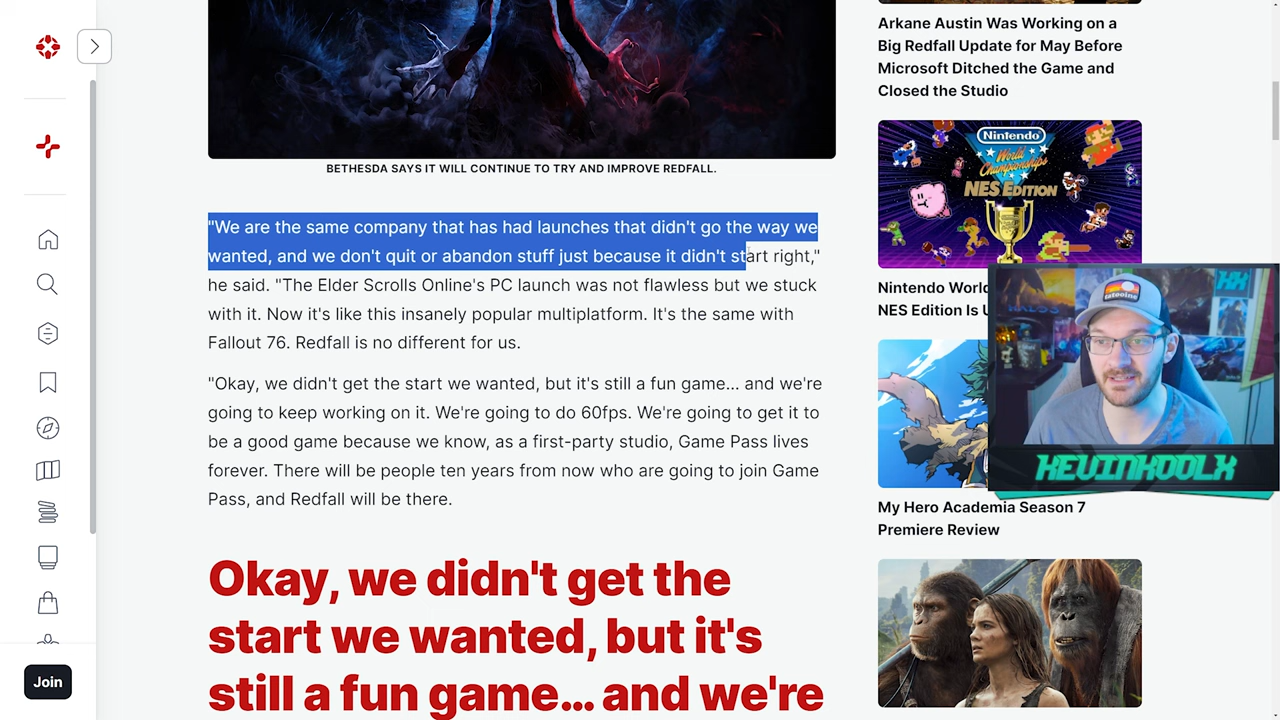 BETHESDA SAYS IT WILL CONTINUE TO TRY AND IMPROVE REDFALL.
"We are the same company that has had launches that didn't go the way we
wanted, and we don't quit or abandon stuff just because it didn't start right,"
he said. "The Elder Scrolls Online's PC launch was not flawless but we stuck
with it. Now it's like this insanely popular multiplatform. It's the same with
Fallout 76. Redfall is no different for us.
"Okay, we didn't get the start we wanted, but it's still a fun game... and we're
going to keep working on it. We're going to do 60fps. We're going to get it to
be a good game because we know, as a first-party studio, Game Pass lives
forever. There will be people ten years from now who are going to join Game
Pass, and Redfall will be there.
Okay, we didn't get the
start we wanted, but it's
still a fun game... and we're
Join
Arkane Austin Was Working on a
Big Redfall Update for May Before
Microsoft Ditched the Game and
Closed the Studio
Nintendo
World
Championships
NES EDITION
Nintendo World
NES Edition Is
KEVINKOOLX
My Hero Academia Season 7
Premiere Review